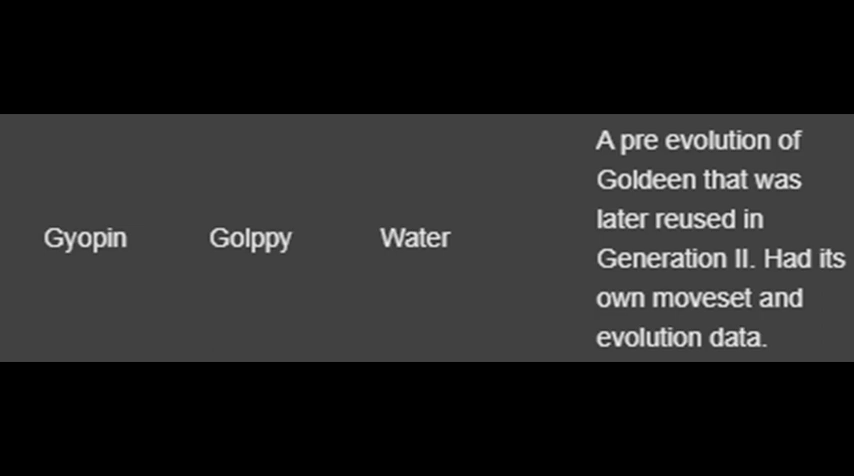 Gyopin
Golppy
Water
A pre evolution of
Goldeen that was
later reused in
Generation II. Had its
own moveset and
evolution data.